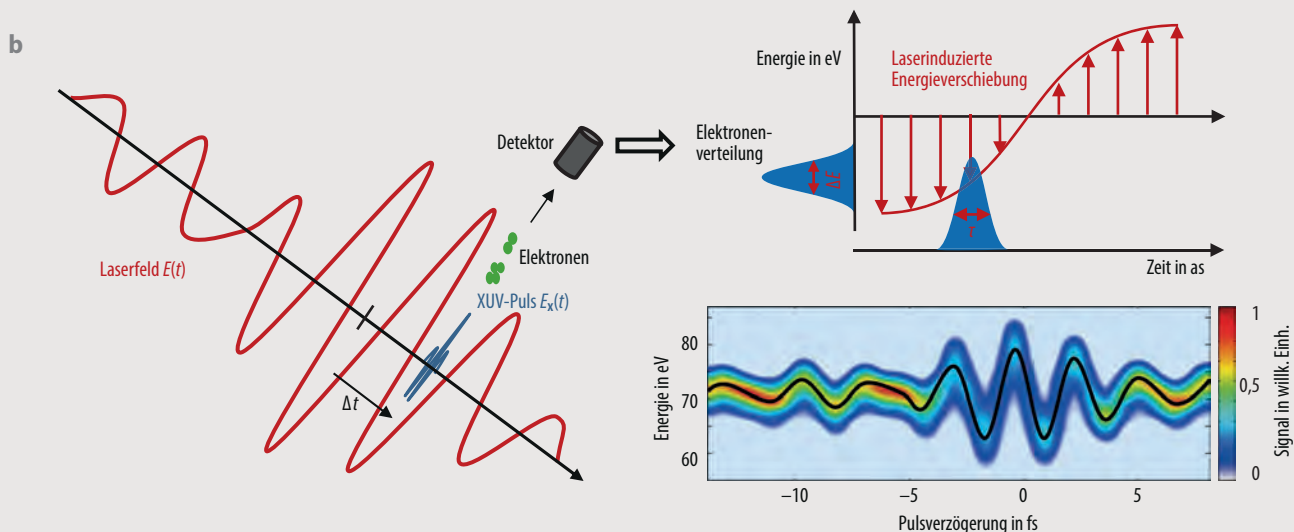 b
Laserfeld E(t)
Δt
XUV-Puls Eₓ(t)
Elektronen
Detektor
Elektronen-
verteilung
Energie in eV
Laserinduzierte
Energieverschiebung
ΔE
τ
Zeit in as
Energie in eV
80
70
60
−10
−5
0
5
Pulsverzögerung in fs
1
0,5
0
Signal in willk. Einh.